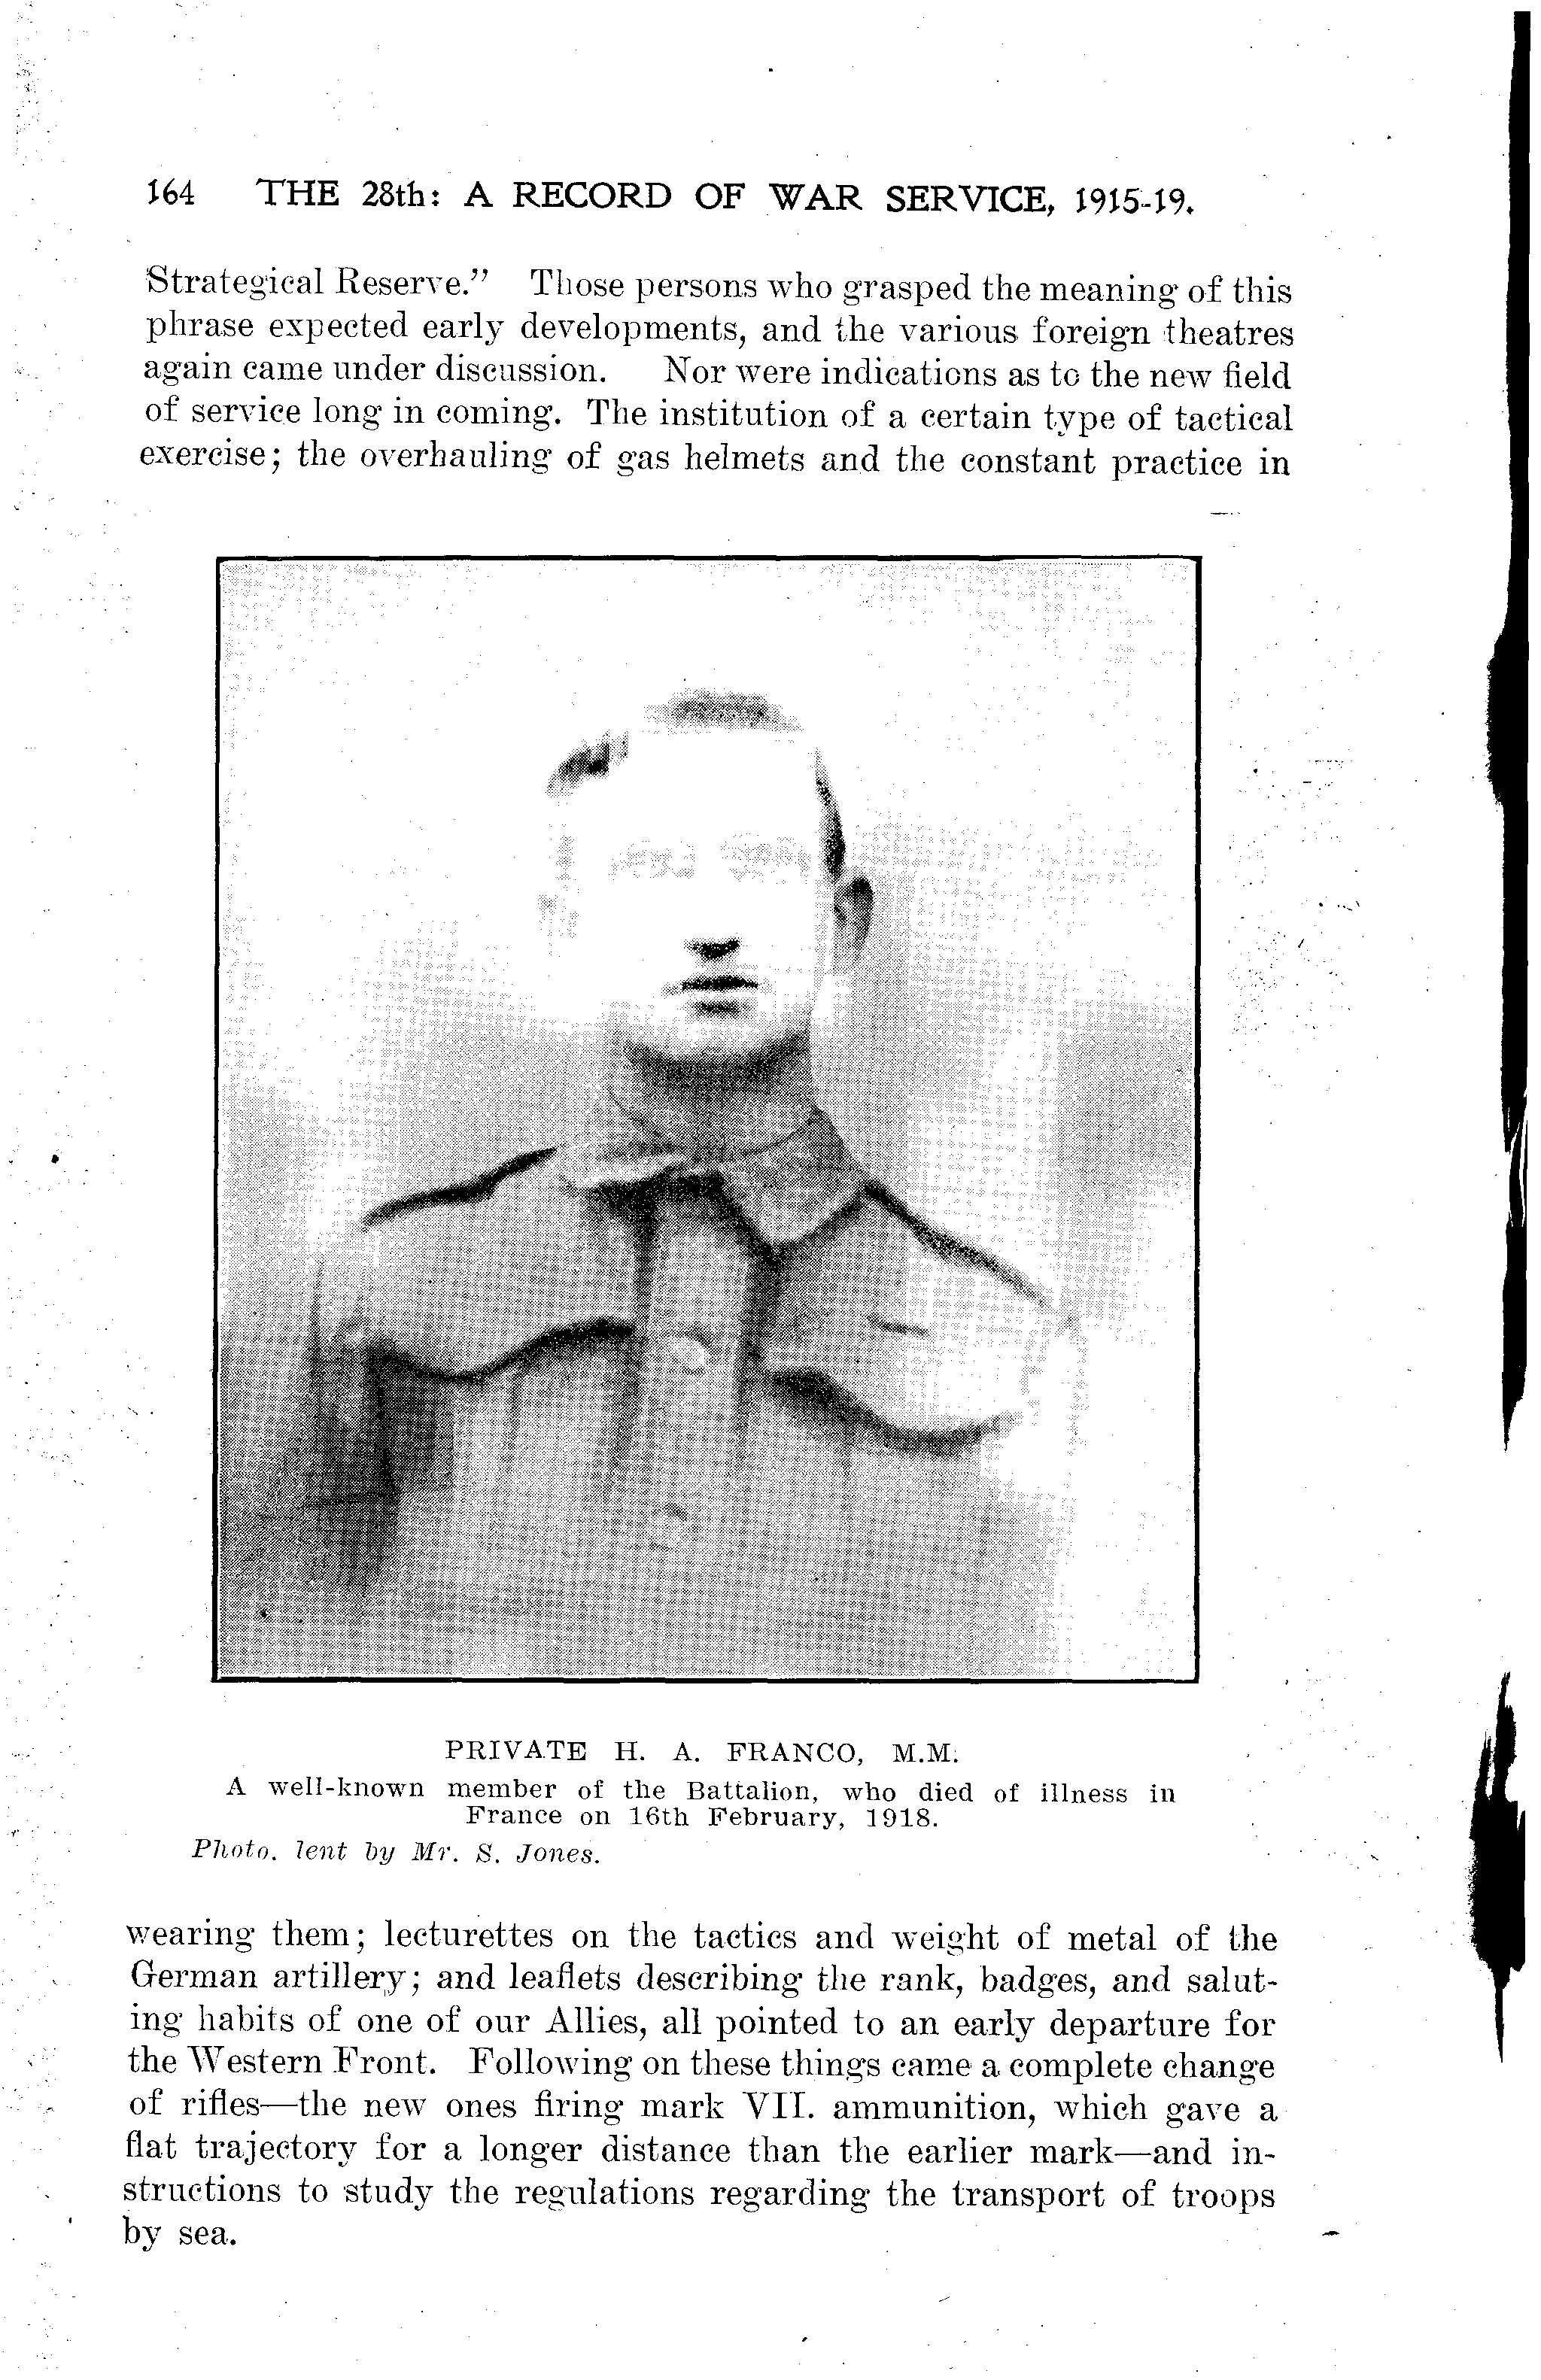 164 THE 28th: A RECORD OF WAR SERVICE, 1915-19.
Strategical Reserve.” Those persons who grasped the meaning of this
phrase expected early developments, and the various foreign theatres
again came under discussion. Nor were indications as to the new field
of service long in coming. The institution of a certain type of tactical
exercise; the overhauling of gas helmets and the constant practice in
PRIVATE H. A. FRANCO, M.M.
A well-known member of the Battalion, who died of illness in
France on 16th February, 1918.
Photo. lent by Mr. S. Jones.
wearing them; lecturettes on the tactics and weight of metal of the
German artillery; and leaflets describing the rank, badges, and salut-
ing habits of one of our Allies, all pointed to an early departure for
the Western Front. Following on these things came a complete change
of rifles—the new ones firing mark VII. ammunition, which gave a
flat trajectory for a longer distance than the earlier mark—and in-
structions to study the regulations regarding the transport of troops
by sea.